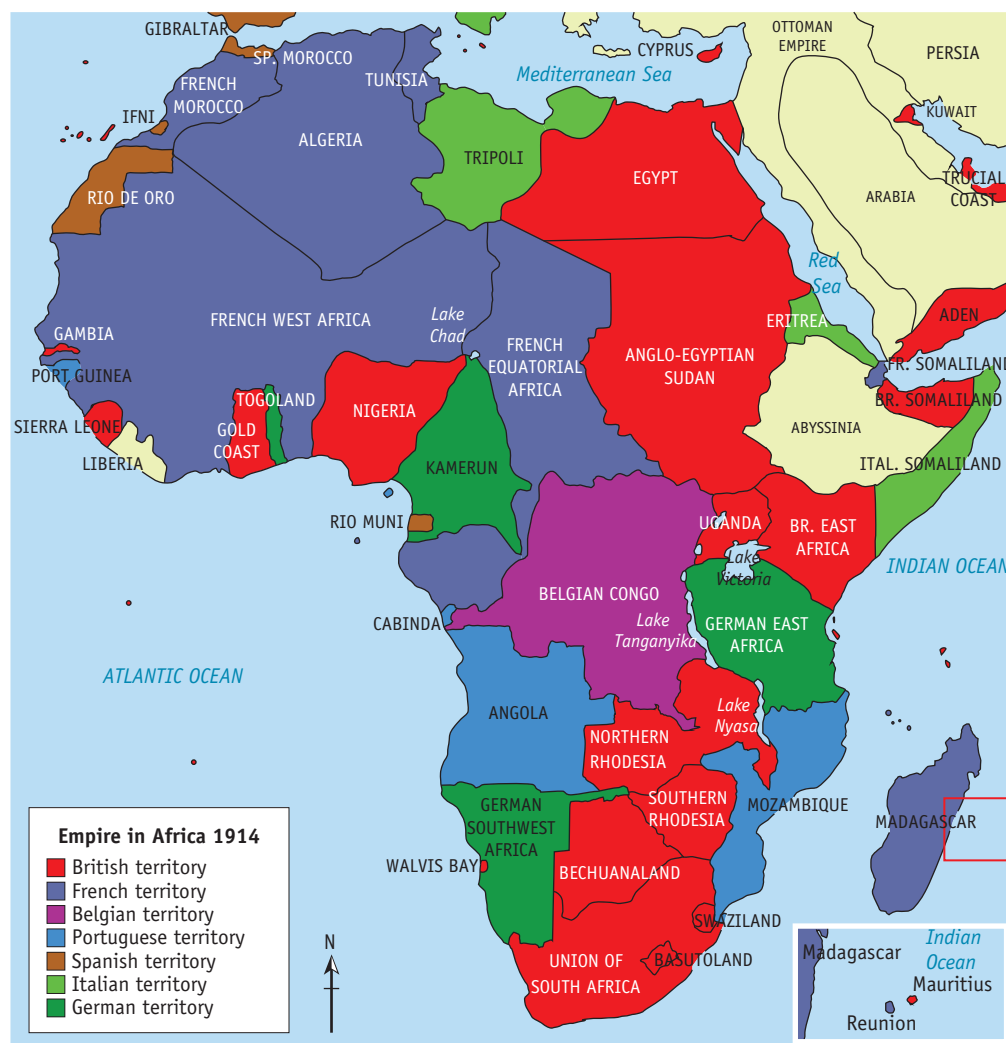 GIBRALTAR
SP. MOROCCO
CYPRUS
OTTOMAN
EMPIRE
PERSIA
Mediterranean Sea
TUNISIA
FRENCH
MOROCCO
IFNI
ALGERIA
TRIPOLI
KUWAIT
EGYPT
TRUCIAL
COAST
RIO DE ORO
ARABIA
Red
Sea
GAMBIA
FRENCH WEST AFRICA
Lake
Chad
ERITREA
ADEN
PORT GUINEA
FRENCH
EQUATORIAL
AFRICA
ANGLO-EGYPTIAN
SUDAN
FR. SOMALILAND
BR. SOMALILAND
SIERRA LEONE
TOGOLAND
GOLD
COAST
NIGERIA
ABYSSINIA
LIBERIA
KAMERUN
ITAL. SOMALILAND
RIO MUNI
UGANDA
BR. EAST
AFRICA
Lake
Victoria
INDIAN OCEAN
BELGIAN CONGO
CABINDA
Lake
Tanganyika
GERMAN EAST
AFRICA
ATLANTIC OCEAN
ANGOLA
Lake
Nyasa
NORTHERN
RHODESIA
SOUTHERN
RHODESIA
MOZAMBIQUE
MADAGASCAR
GERMAN
SOUTHWEST
AFRICA
WALVIS BAY
BECHUANALAND
SWAZILAND
BASUTOLAND
UNION OF
SOUTH AFRICA
Empire in Africa 1914
British territory
French territory
Belgian territory
Portuguese territory
Spanish territory
Italian territory
German territory
N
Madagascar
Indian
Ocean
Mauritius
Reunion